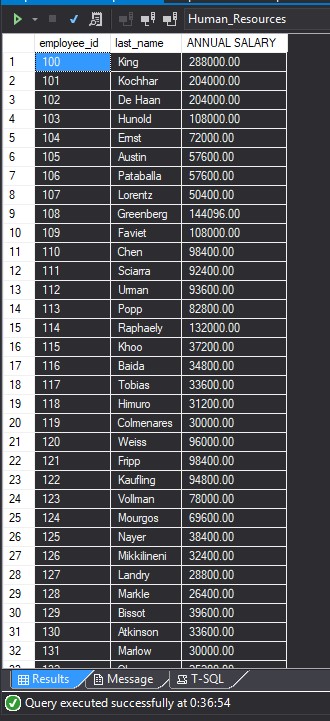 Human_Resources
employee_id last_name ANNUAL SALARY
1 100 King 288000.00
2 101 Kochhar 204000.00
3 102 De Haan 204000.00
4 103 Hunold 108000.00
5 104 Ernst 72000.00
6 105 Austin 57600.00
7 106 Pataballa 57600.00
8 107 Lorentz 50400.00
9 108 Greenberg 144096.00
10 109 Faviet 108000.00
11 110 Chen 98400.00
12 111 Sciarra 92400.00
13 112 Urman 93600.00
14 113 Popp 82800.00
15 114 Raphaely 132000.00
16 115 Khoo 37200.00
17 116 Baida 34800.00
18 117 Tobias 33600.00
19 118 Himuro 31200.00
20 119 Colmenares 30000.00
21 120 Weiss 96000.00
22 121 Fripp 98400.00
23 122 Kaufling 94800.00
24 123 Vollman 78000.00
25 124 Mourgos 69600.00
26 125 Nayer 38400.00
27 126 Mikkilineni 32400.00
28 127 Landry 28800.00
29 128 Markle 26400.00
30 129 Bissot 39600.00
31 130 Atkinson 33600.00
32 131 Marlow 30000.00
Results Message T-SQL
Query executed successfully at 0:36:54